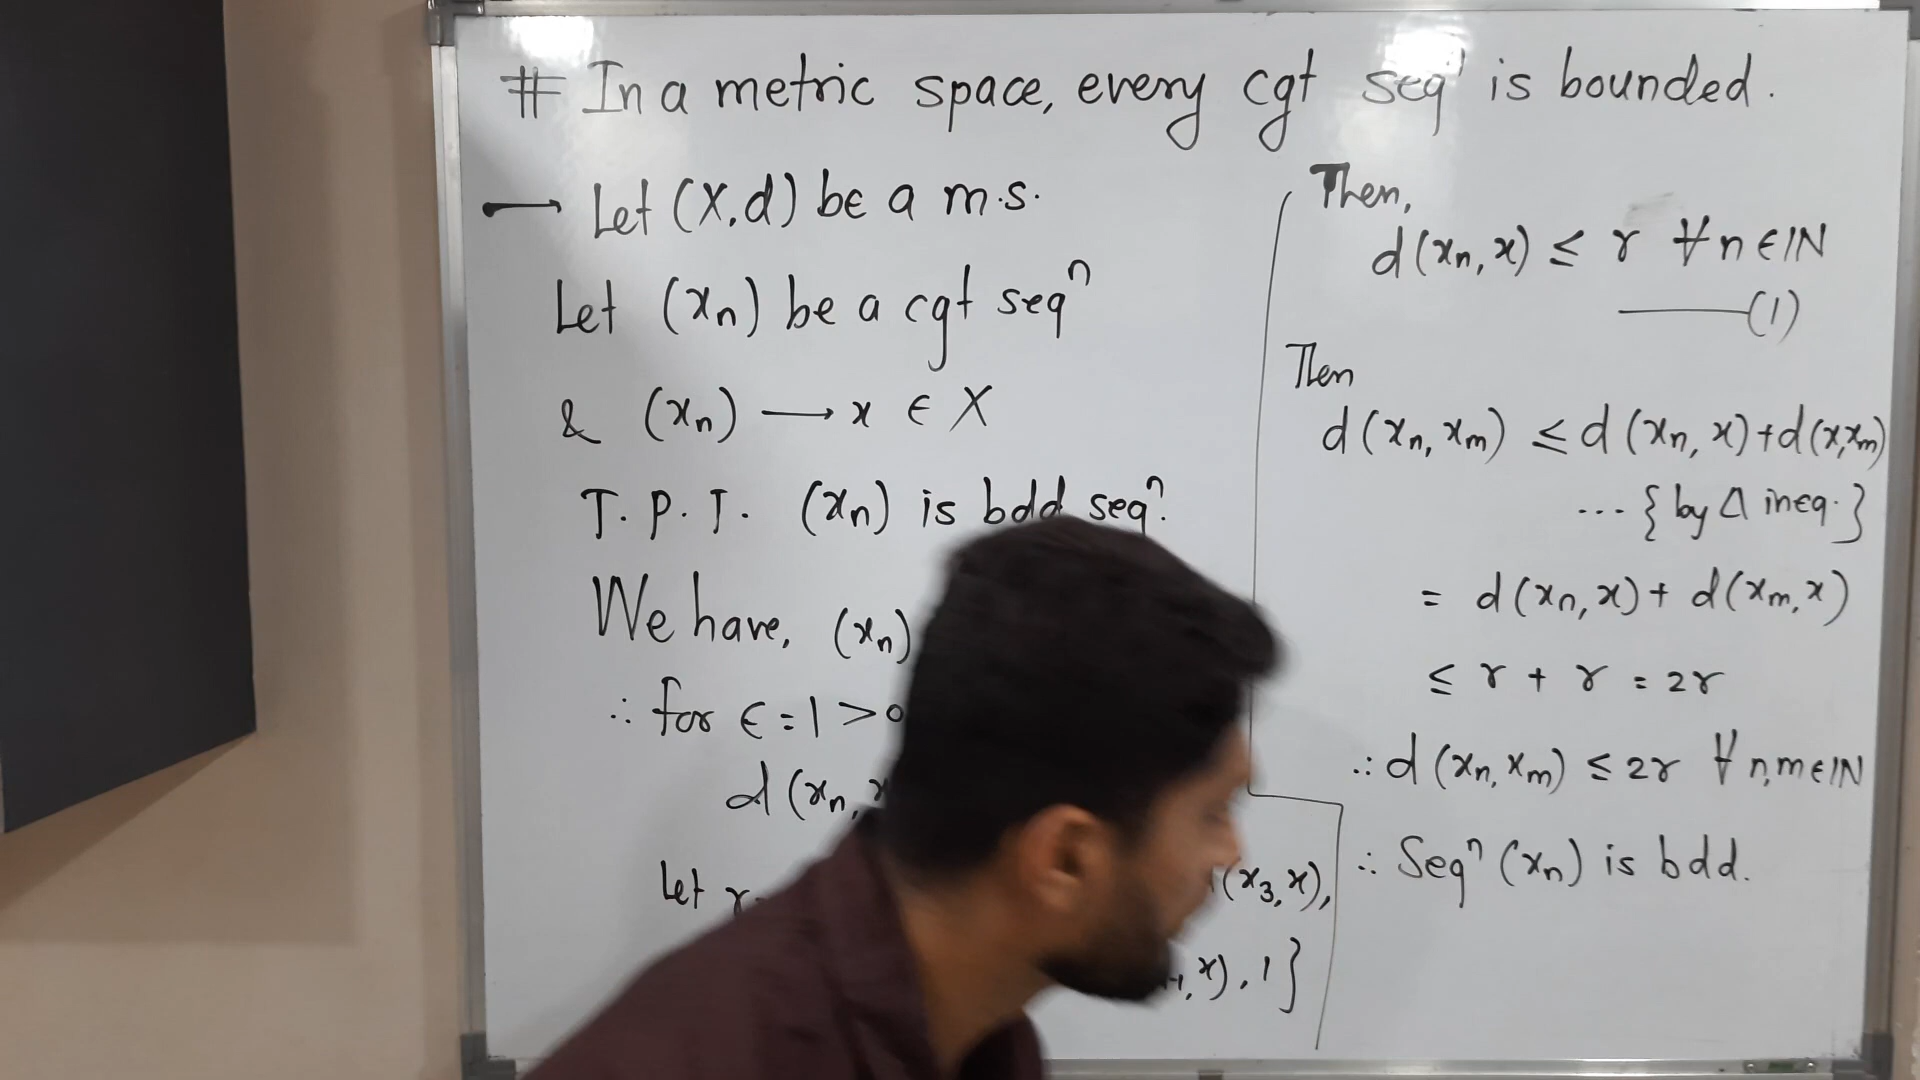 # In a metric space, every cgt seqⁿ is bounded.
→ Let (X,d) be a m.s.
Let (xₙ) be a cgt seqⁿ
& (xₙ) → x ∈ X
T.P.T. (xₙ) is bdd seqⁿ.
We have, (xₙ)
∴ for ∈ = 1 > 0
d(xₙ, x
Let r
(x₃, x),
, x), 1}
Then,
d(xₙ, x) ≤ r ∀ n ∈ ℕ
—(1)
Then
d(xₙ, xₘ) ≤ d(xₙ, x) + d(x, xₘ)
... {by Δ ineq.}
= d(xₙ, x) + d(xₘ, x)
≤ r + r = 2r
∴ d(xₙ, xₘ) ≤ 2r ∀ n, m ∈ ℕ
∴ Seqⁿ (xₙ) is bdd.